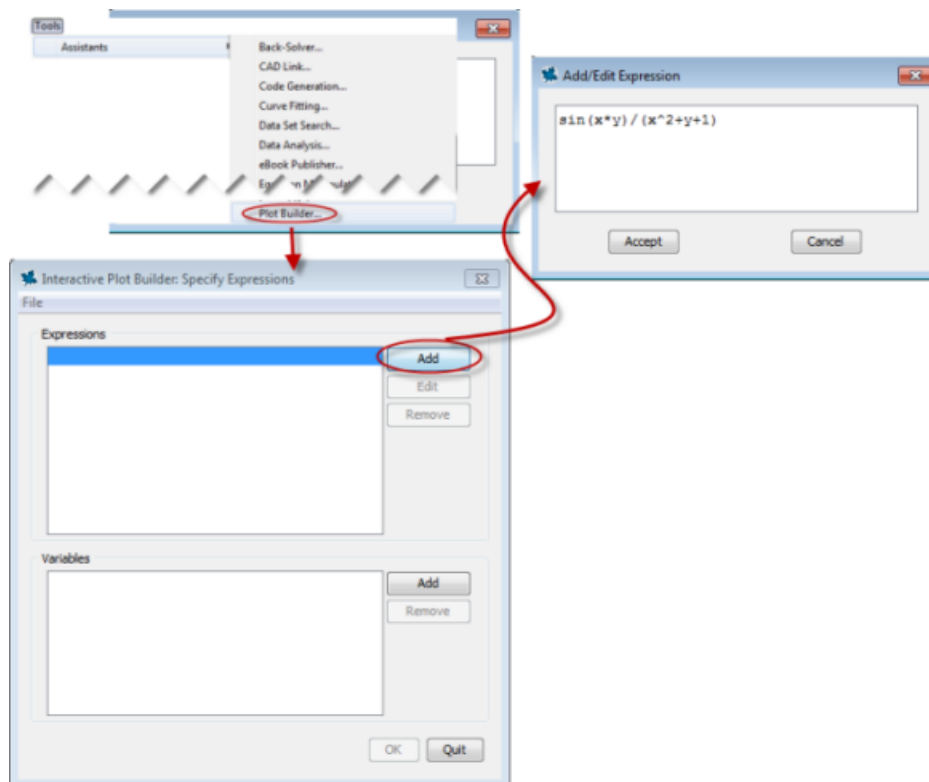 Tools
Assistants
Back-Solver...
CAD Link...
Code Generation...
Curve Fitting...
Data Set Search...
Data Analysis...
eBook Publisher...
Plot Builder...
Add/Edit Expression
sin(x*y)/(x^2+y+1)
Accept
Cancel
Interactive Plot Builder: Specify Expressions
File
Expressions
Add
Edit
Remove
Variables
Add
Remove
OK
Quit